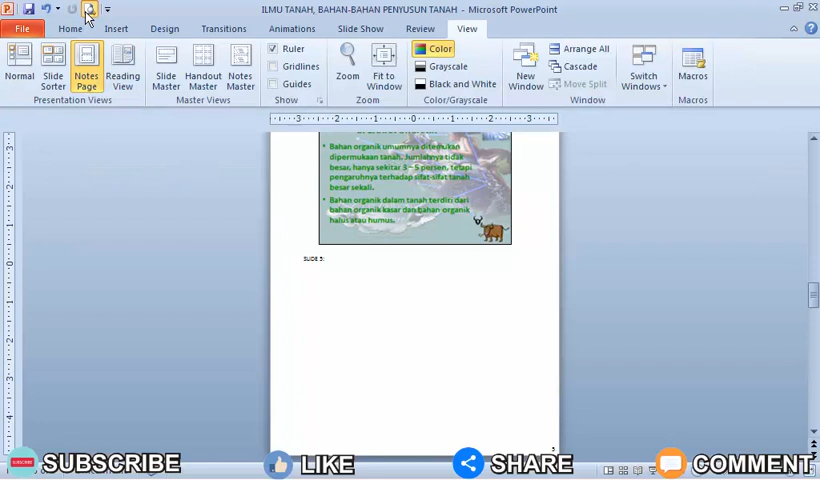 ILMU TANAH, BAHAN-BAHAN PENYUSUN TANAH - Microsoft PowerPoint
File Home Insert Design Transitions Animations Slide Show Review View
Normal
Slide Sorter
Notes Page
Reading View
Presentation Views
Slide Master
Handout Master
Notes Master
Master Views
Ruler
Gridlines
Guides
Show
Zoom
Fit to Window
Zoom
Color
Grayscale
Black and White
Color/Grayscale
New Window
Arrange All
Cascade
Move Split
Switch Windows
Window
Macros
Macros
• Bahan organik umumnya ditemukan
dipermukaan tanah. Jumlahnya tidak
besar, hanya sekitar 3 – 5 persen, tetapi
pengaruhnya terhadap sifat-sifat tanah
besar sekali.
• Bahan organik dalam tanah terdiri dari
bahan organik kasar dan bahan organik
halus atau humus.
SLIDE 5:
5
SUBSCRIBE LIKE SHARE COMMENT